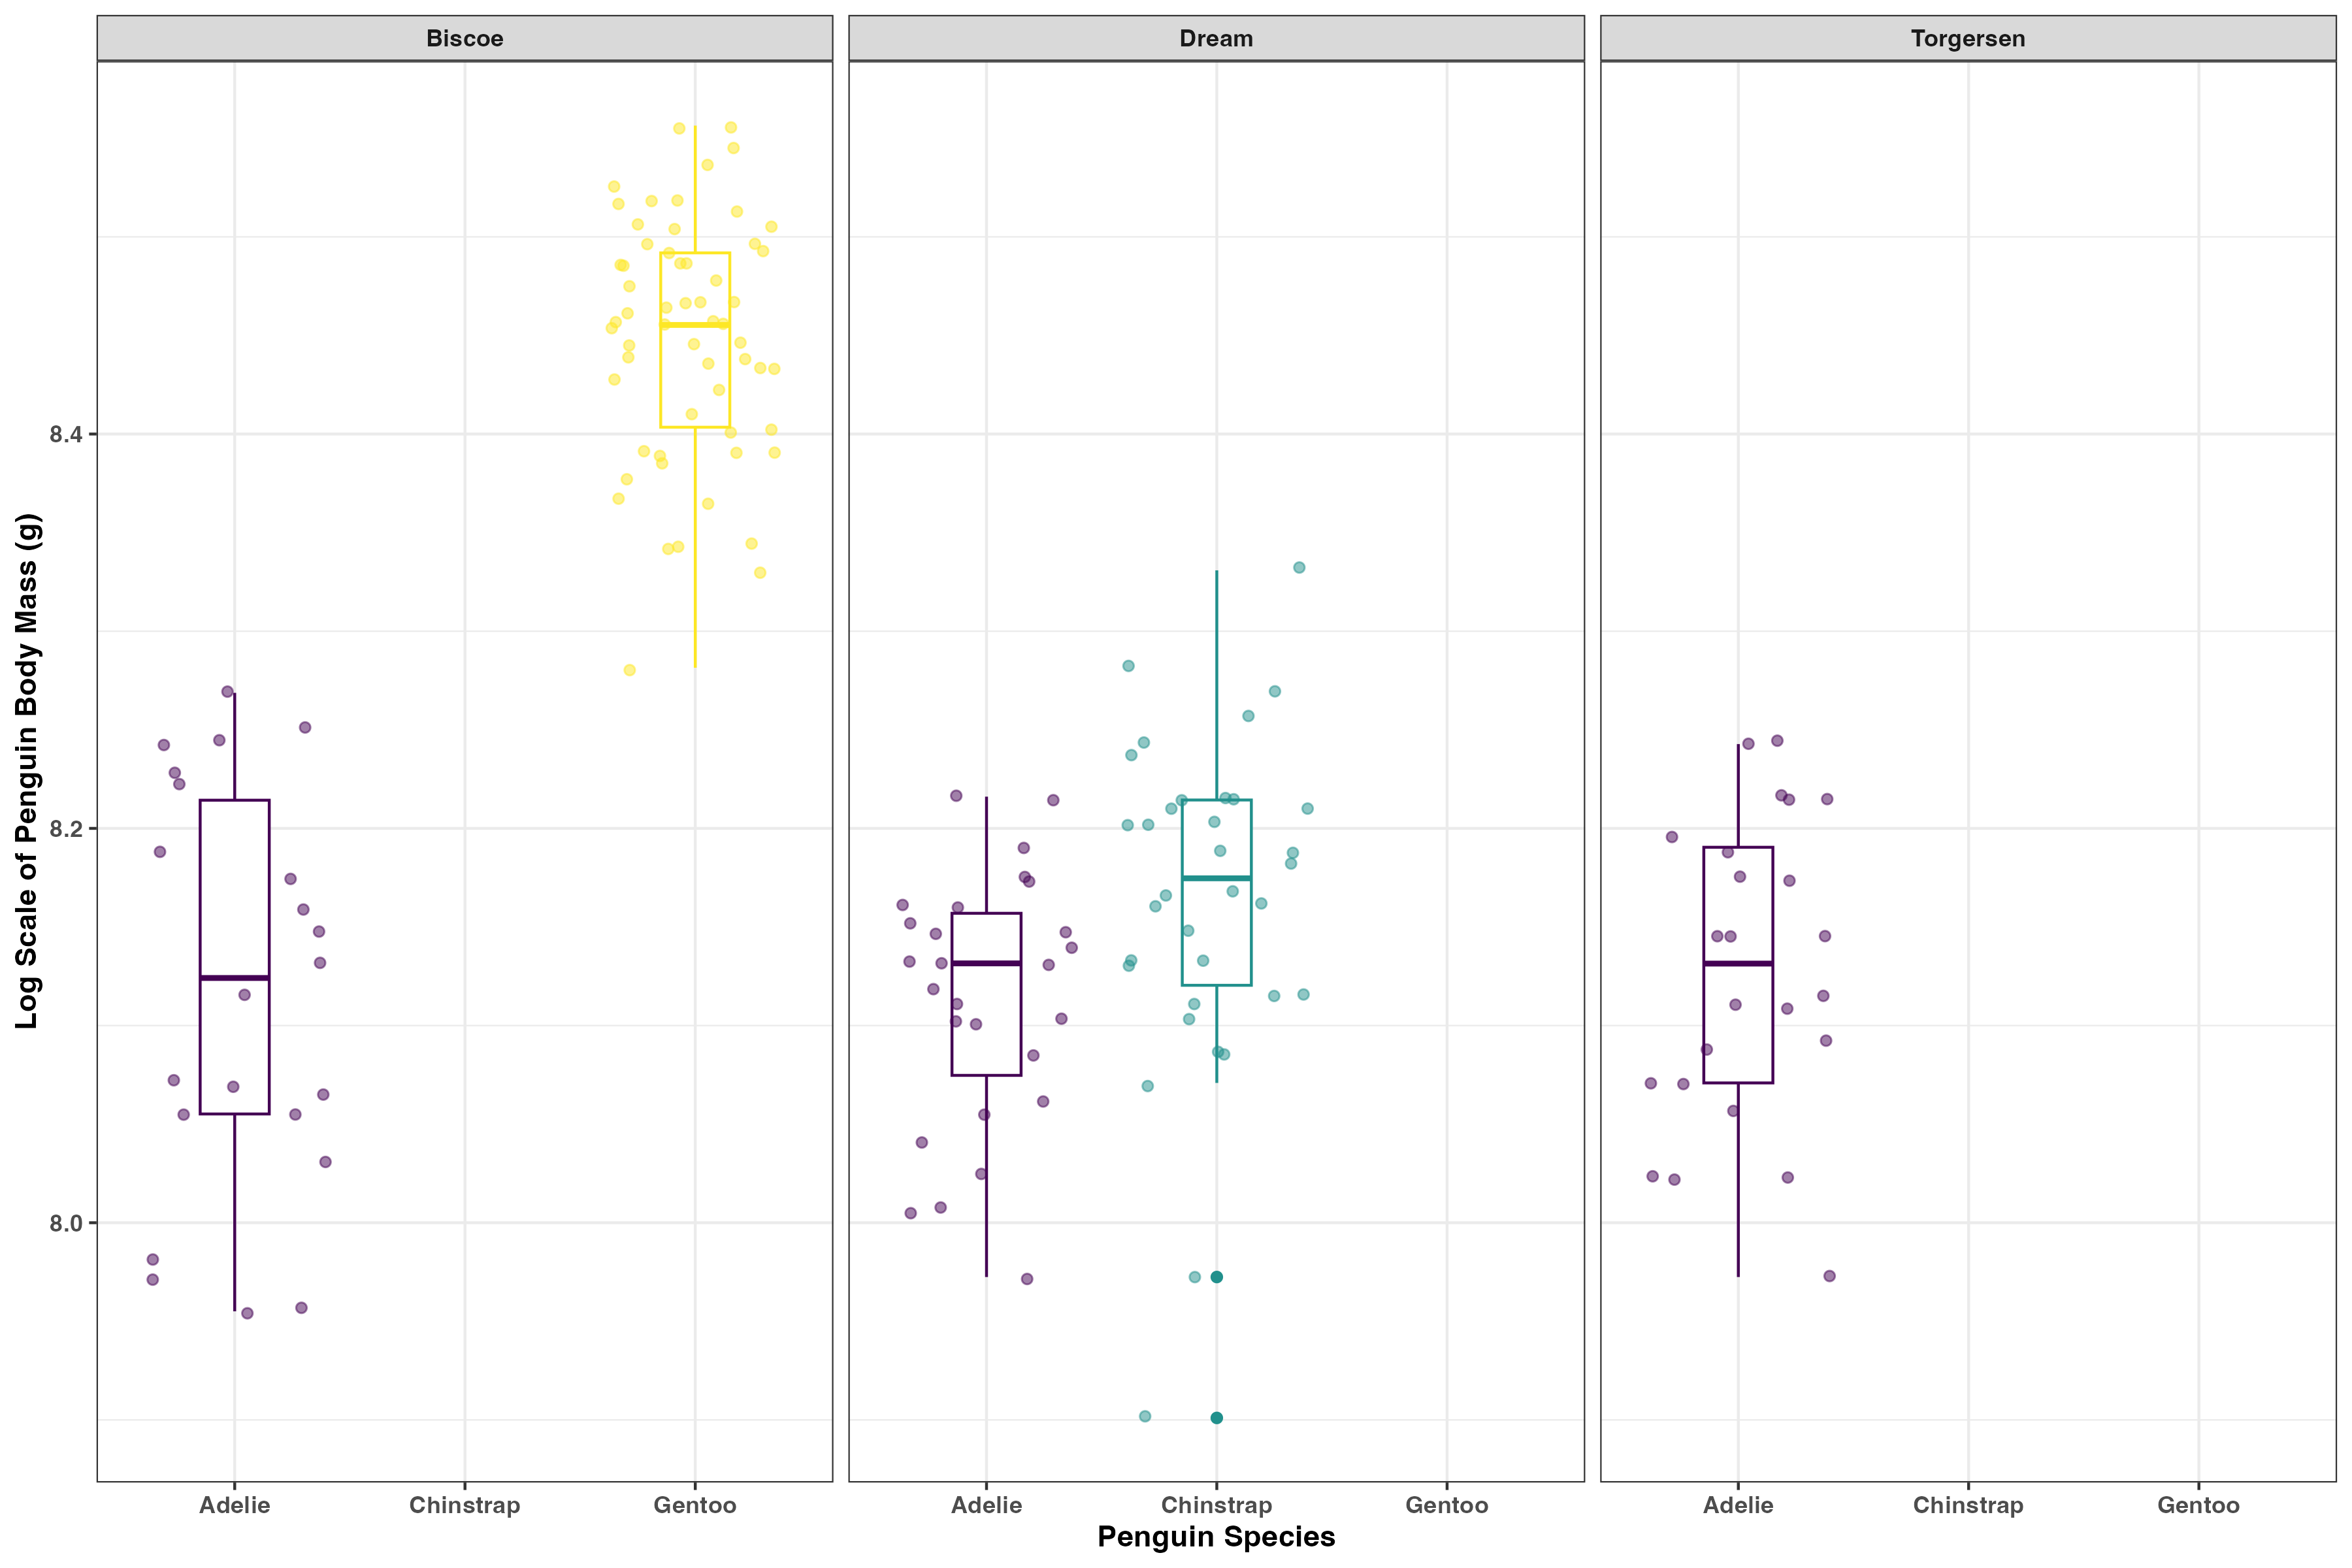 Biscoe Dream Torgersen
Log Scale of Penguin Body Mass (g)
8.4
8.2
8.0
Adelie Chinstrap Gentoo Adelie Chinstrap Gentoo Adelie Chinstrap Gentoo
Penguin Species